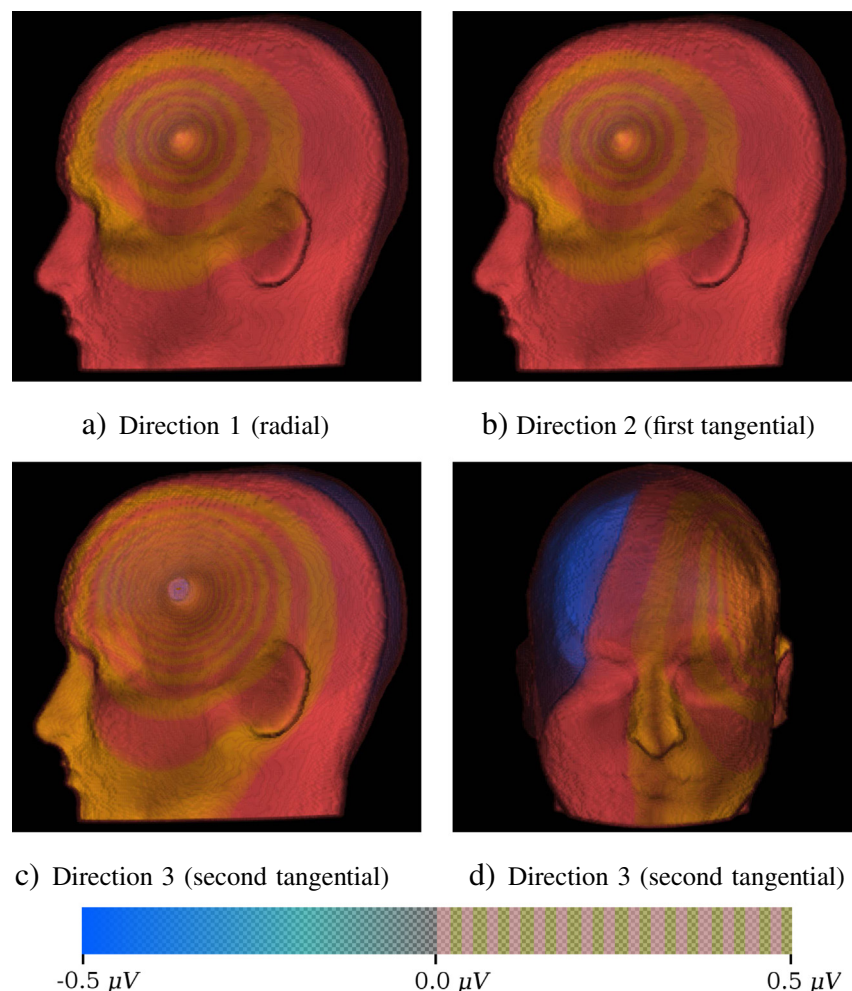 a) Direction 1 (radial)
b) Direction 2 (first tangential)
c) Direction 3 (second tangential)
d) Direction 3 (second tangential)
-0.5 μV
0.0 μV
0.5 μV